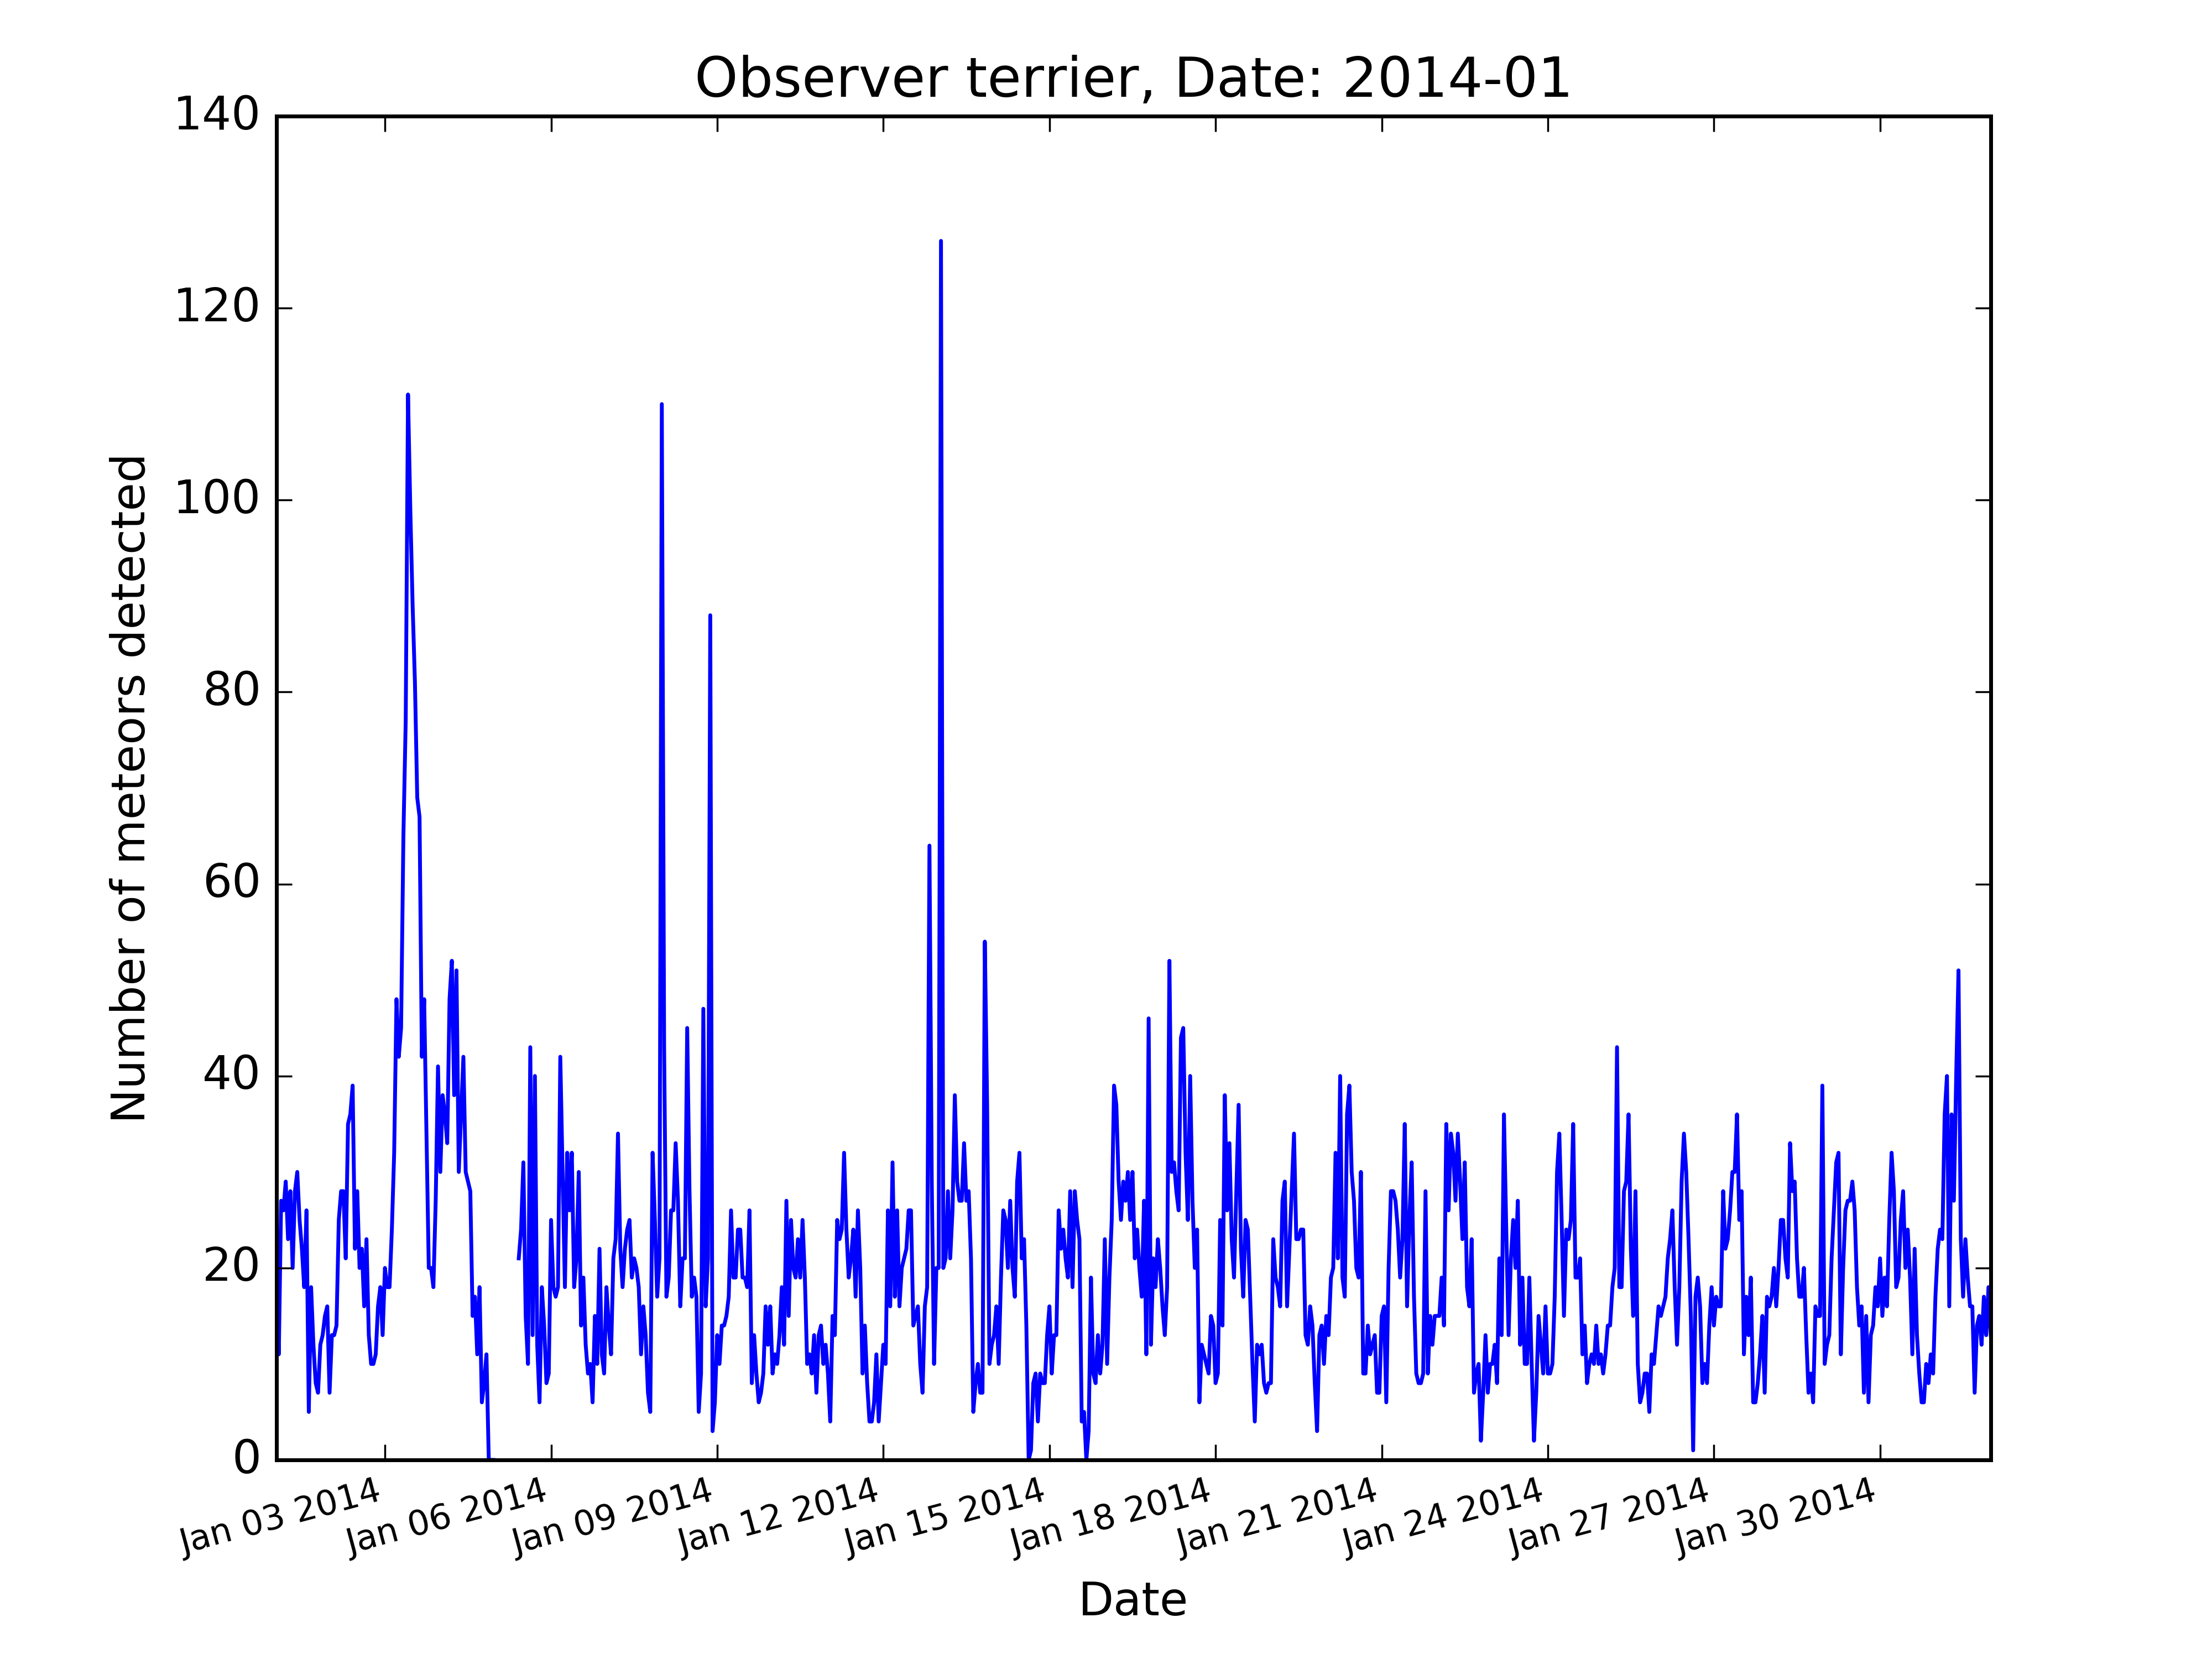 Observer terrier, Date: 2014-01
140
120
100
80
60
40
20
0
Number of meteors detected
Jan 03 2014
Jan 06 2014
Jan 09 2014
Jan 12 2014
Jan 15 2014
Jan 18 2014
Jan 21 2014
Jan 24 2014
Jan 27 2014
Jan 30 2014
Date